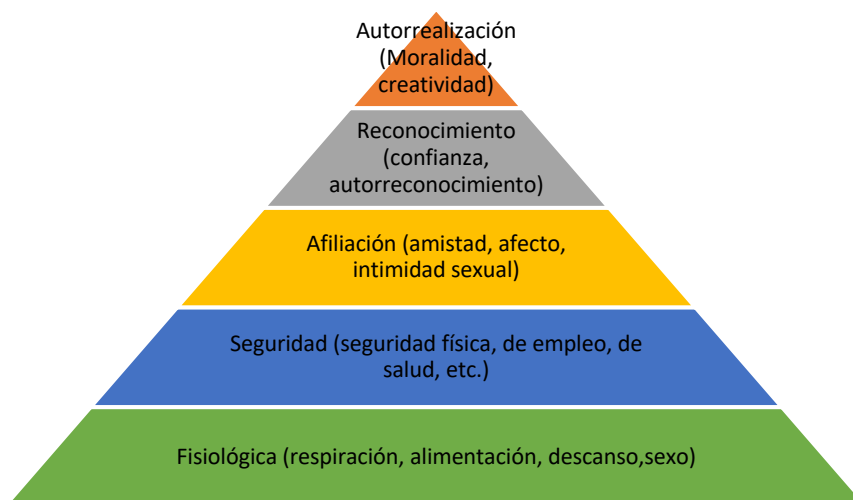 Autorrealización
(Moralidad,
creatividad)
Reconocimiento
(confianza,
autorreconocimiento)
Afiliación (amistad, afecto,
intimidad sexual)
Seguridad (seguridad física, de empleo, de
salud, etc.)
Fisiológica (respiración, alimentación, descanso,sexo)